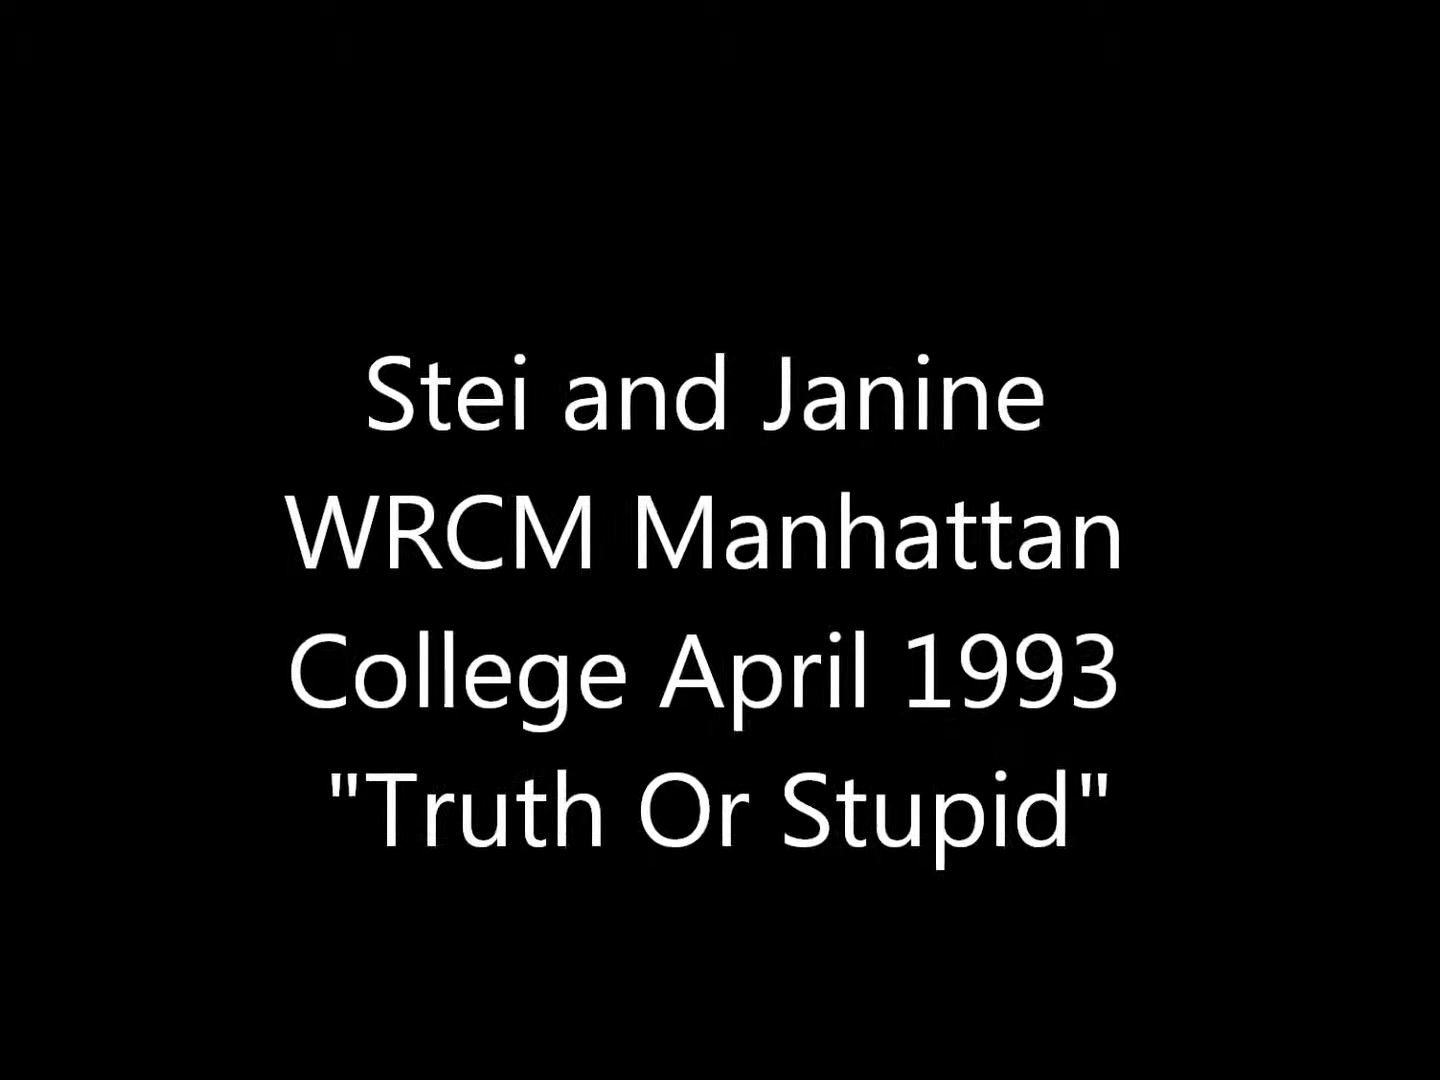 Stei and Janine
WRCM Manhattan
College April 1993
"Truth Or Stupid"